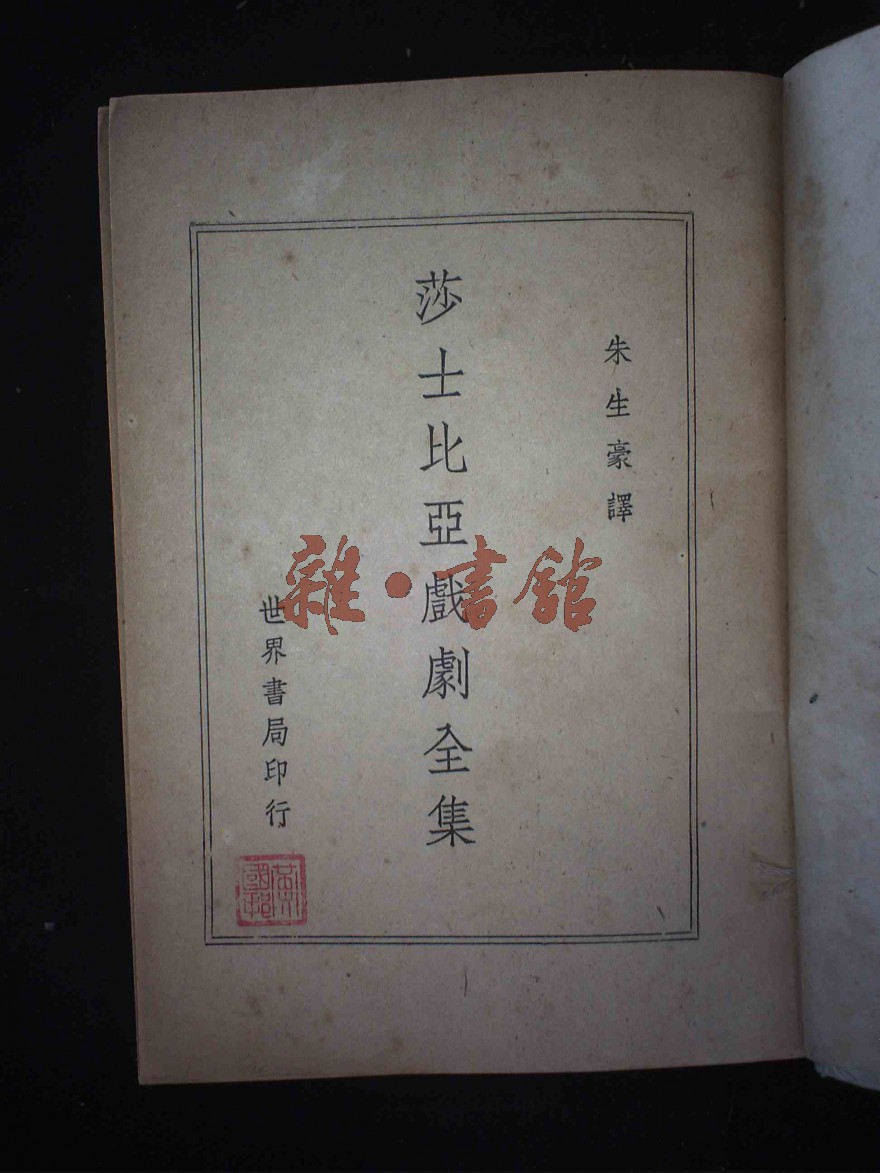 朱生豪譯
莎士比亞戲劇全集
世界書局印行
雜·書館